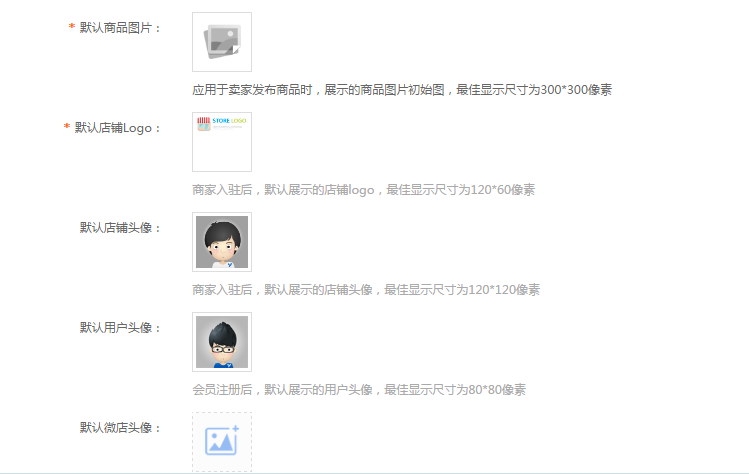 * 默认商品图片：
应用于卖家发布商品时，展示的商品图片初始图，最佳显示尺寸为300*300像素
* 默认店铺Logo：
STORE LOGO
商家入驻后，默认展示的店铺logo，最佳显示尺寸为120*60像素
默认店铺头像：
商家入驻后，默认展示的店铺头像，最佳显示尺寸为120*120像素
默认用户头像：
会员注册后，默认展示的用户头像，最佳显示尺寸为80*80像素
默认微店头像：